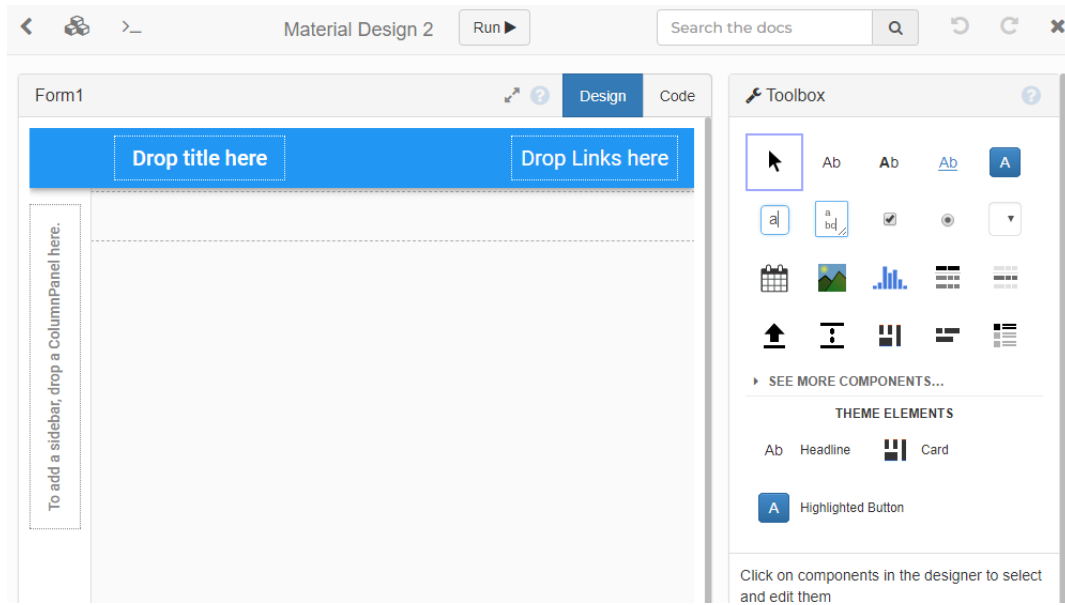 >_
Material Design 2
Run
Search the docs
Form1
?
Design
Code
Toolbox
?
Drop title here
Drop Links here
To add a sidebar, drop a ColumnPanel here.
Ab
Ab
Ab
A
a
a
bc
SEE MORE COMPONENTS...
THEME ELEMENTS
Ab Headline
Card
A Highlighted Button
Click on components in the designer to select
and edit them